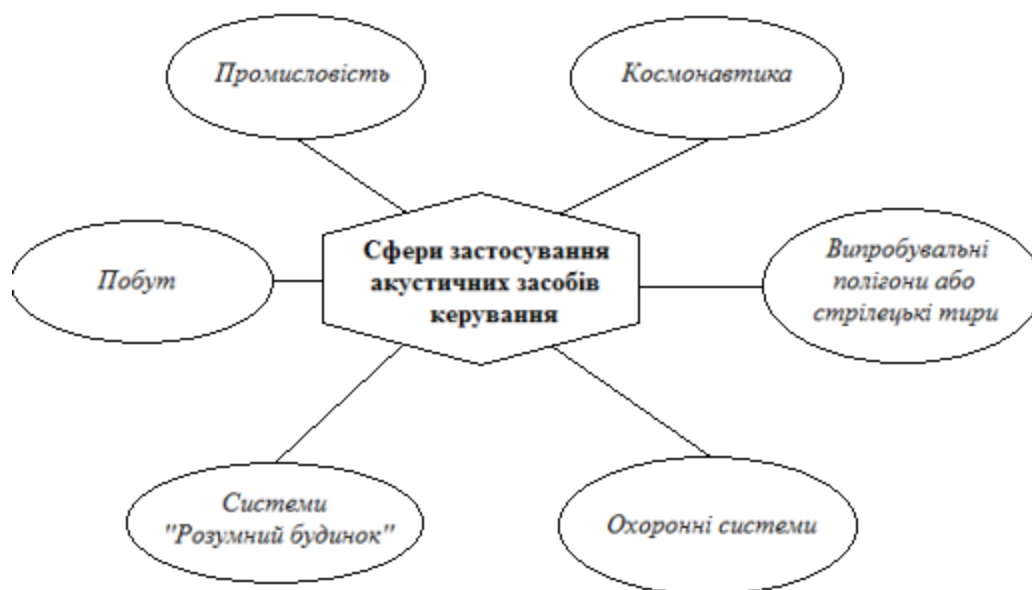 Промисловість
Космонавтика
Сфери застосування
акустичних засобів
керування
Побут
Випробувальні
полігони або
стрілецькі тири
Системи
"Розумний будинок"
Охоронні системи